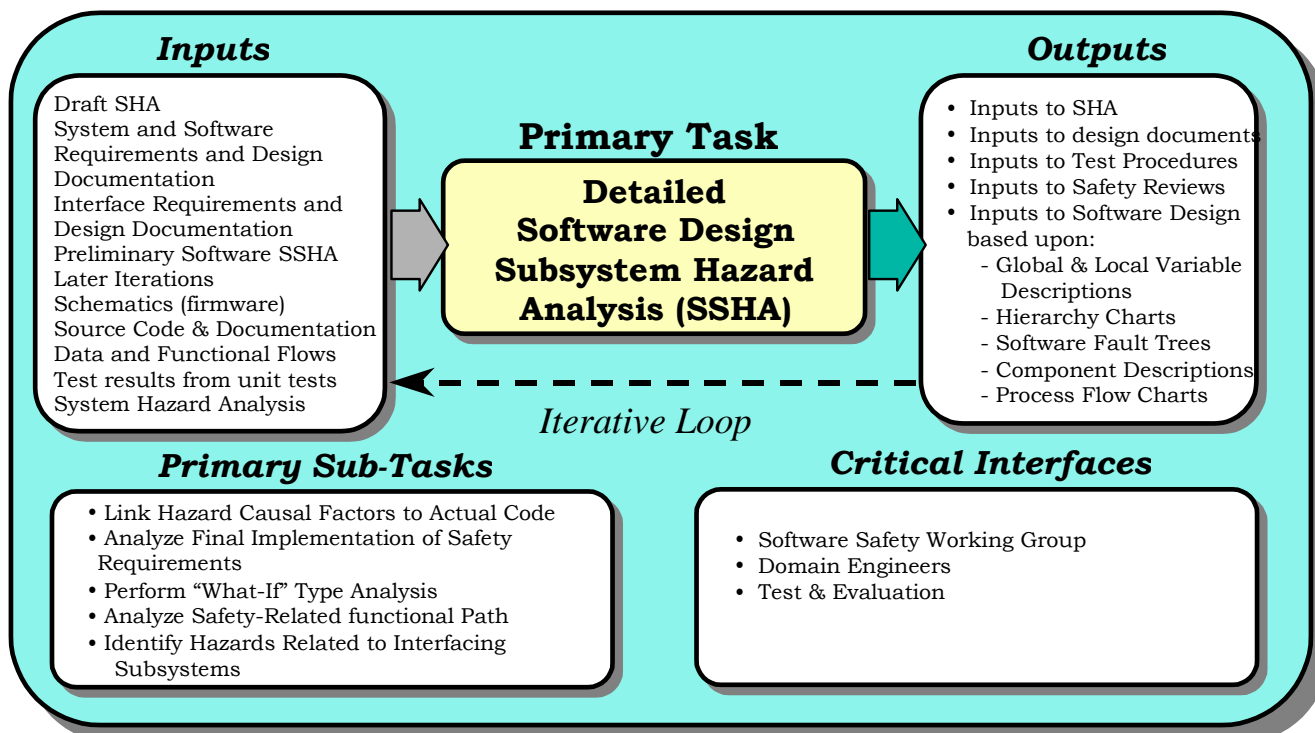 Inputs
Draft SHA
System and Software
Requirements and Design
Documentation
Interface Requirements and
Design Documentation
Preliminary Software SSHA
Later Iterations
Schematics (firmware)
Source Code & Documentation
Data and Functional Flows
Test results from unit tests
System Hazard Analysis
Primary Task
Detailed
Software Design
Subsystem Hazard
Analysis (SSHA)
Outputs
• Inputs to SHA
• Inputs to design documents
• Inputs to Test Procedures
• Inputs to Safety Reviews
• Inputs to Software Design
based upon:
- Global & Local Variable
Descriptions
- Hierarchy Charts
- Software Fault Trees
- Component Descriptions
- Process Flow Charts
Iterative Loop
Primary Sub-Tasks
• Link Hazard Causal Factors to Actual Code
• Analyze Final Implementation of Safety
Requirements
• Perform “What-If” Type Analysis
• Analyze Safety-Related functional Path
• Identify Hazards Related to Interfacing
Subsystems
Critical Interfaces
• Software Safety Working Group
• Domain Engineers
• Test & Evaluation